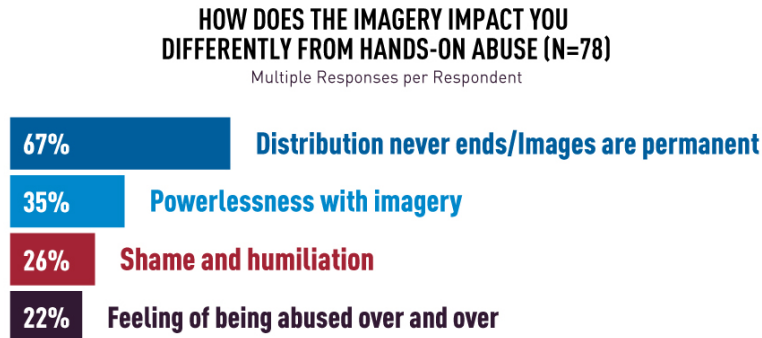 HOW DOES THE IMAGERY IMPACT YOU
DIFFERENTLY FROM HANDS-ON ABUSE (N=78)
Multiple Responses per Respondent
67% Distribution never ends/Images are permanent
35% Powerlessness with imagery
26% Shame and humiliation
22% Feeling of being abused over and over